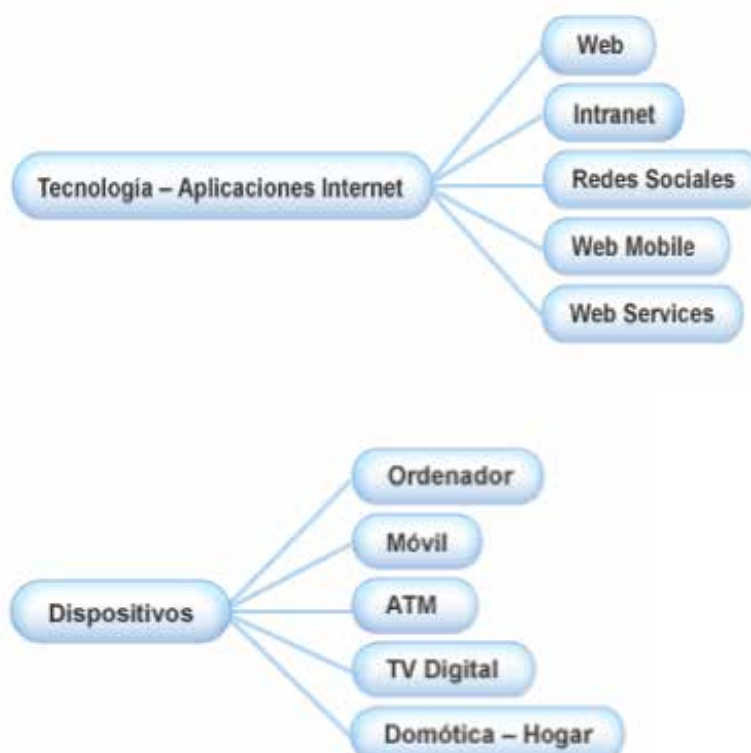 Web
Intranet
Tecnología – Aplicaciones Internet
Redes Sociales
Web Mobile
Web Services
Ordenador
Móvil
Dispositivos
ATM
TV Digital
Domótica – Hogar